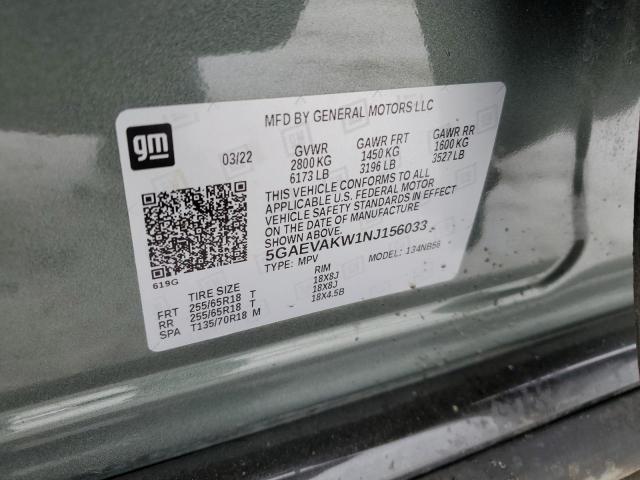 MFD BY GENERAL MOTORS LLC
gm
03/22
GVWR GAWR FRT GAWR RR
2800 KG 1450 KG 1600 KG
6173 LB 3196 LB 3527 LB
THIS VEHICLE CONFORMS TO ALL
APPLICABLE U.S. FEDERAL MOTOR
VEHICLE SAFETY STANDARDS IN EFFECT
ON THE DATE OF MANUFACTURE
SHOWN ABOVE.
5GAEVAKW1NJ156033
TYPE: MPV MODEL: 134NB56
619G
TIRE SIZE RIM
FRT 255/65R18 T 18X8J
RR 255/65R18 T 18X8J
SPA T135/70R18 M 18X4.5B